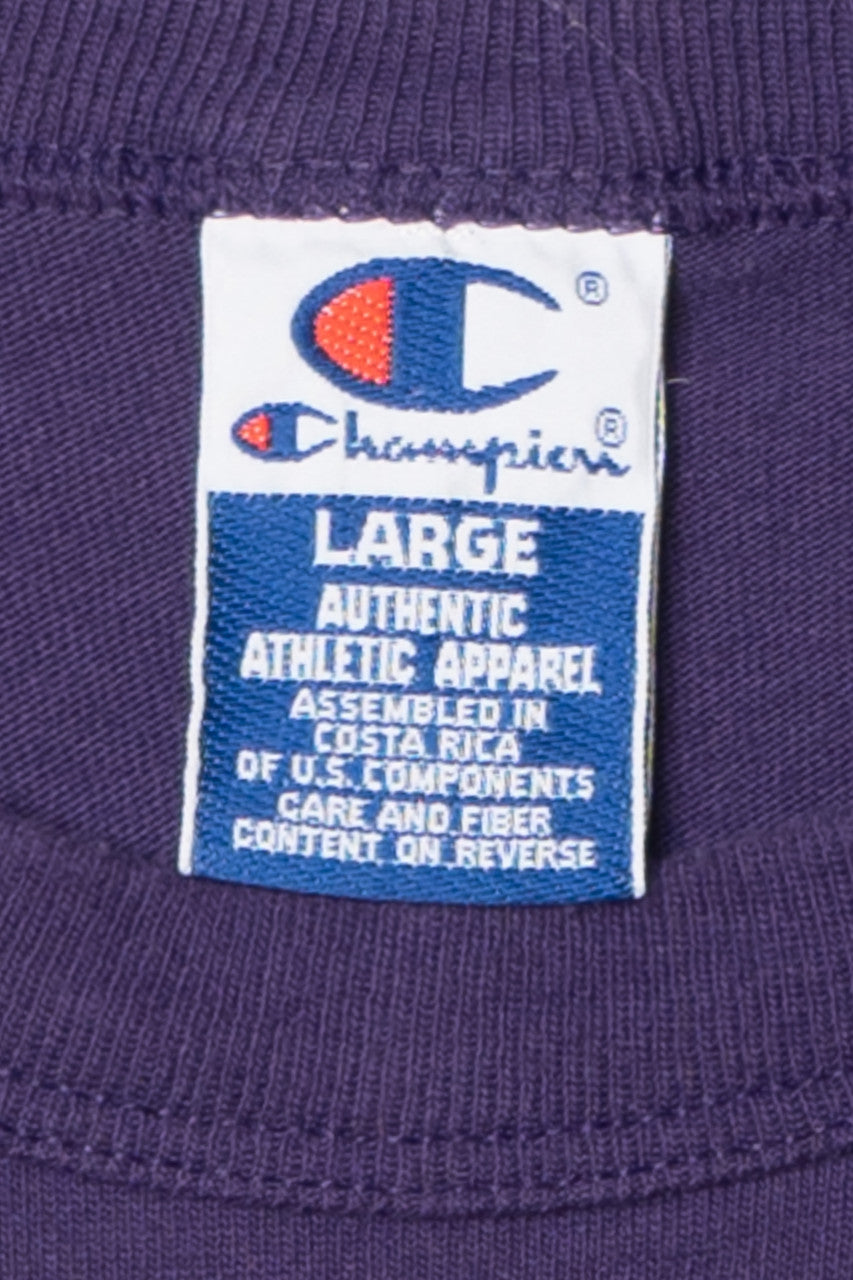 ®
Champion®
LARGE
AUTHENTIC
ATHLETIC APPAREL
ASSEMBLED IN
COSTA RICA
OF U.S. COMPONENTS
CARE AND FIBER
CONTENT ON REVERSE